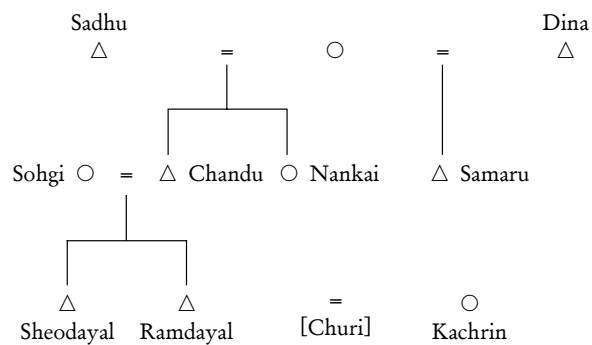 Sadhu Dina
△ = ○ = △
Sohgi ○ = △ Chandu ○ Nankai △ Samaru
△ △ = ○
Sheodayal Ramdayal [Churi] Kachrin